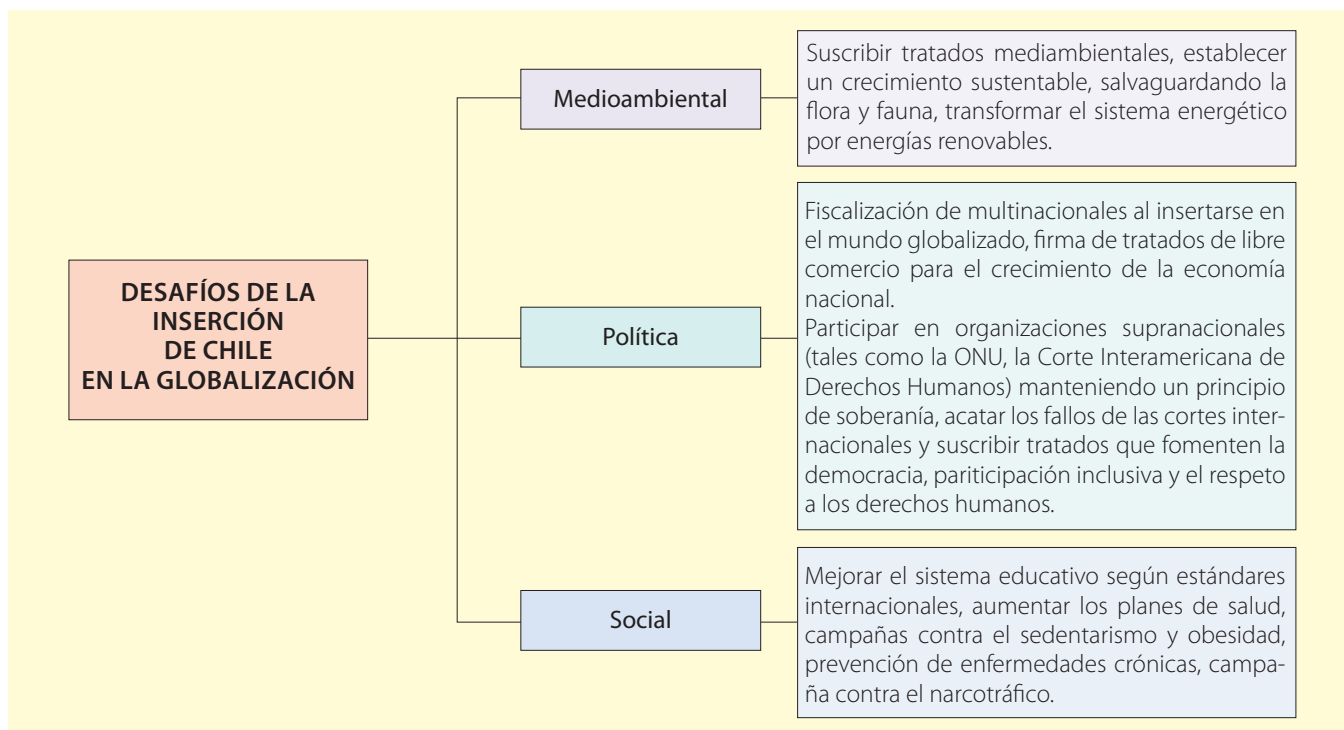 DESAFÍOS DE LA
INSERCIÓN
DE CHILE
EN LA GLOBALIZACIÓN
Medioambiental
Suscribir tratados mediambientales, establecer
un crecimiento sustentable, salvaguardando la
flora y fauna, transformar el sistema energético
por energías renovables.
Política
Fiscalización de multinacionales al insertarse en
el mundo globalizado, firma de tratados de libre
comercio para el crecimiento de la economía
nacional.
Participar en organizaciones supranacionales
(tales como la ONU, la Corte Interamericana de
Derechos Humanos) manteniendo un principio
de soberanía, acatar los fallos de las cortes inter-
nacionales y suscribir tratados que fomenten la
democracia, pariticipación inclusiva y el respeto
a los derechos humanos.
Social
Mejorar el sistema educativo según estándares
internacionales, aumentar los planes de salud,
campañas contra el sedentarismo y obesidad,
prevención de enfermedades crónicas, campa-
ña contra el narcotráfico.